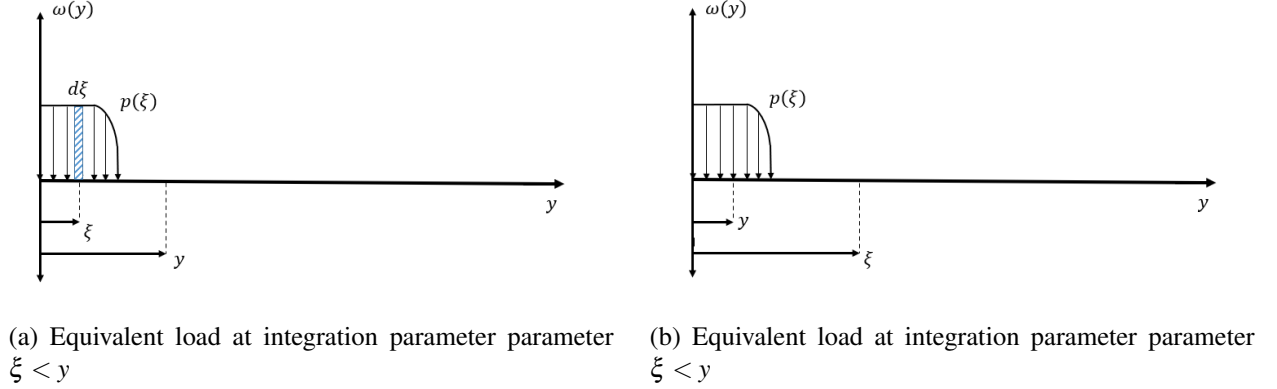 ω(y)
dξ
p(ξ)
y
ξ
y
(a) Equivalent load at integration parameter parameter
ξ < y
ω(y)
p(ξ)
y
y
ξ
(b) Equivalent load at integration parameter parameter
ξ < y